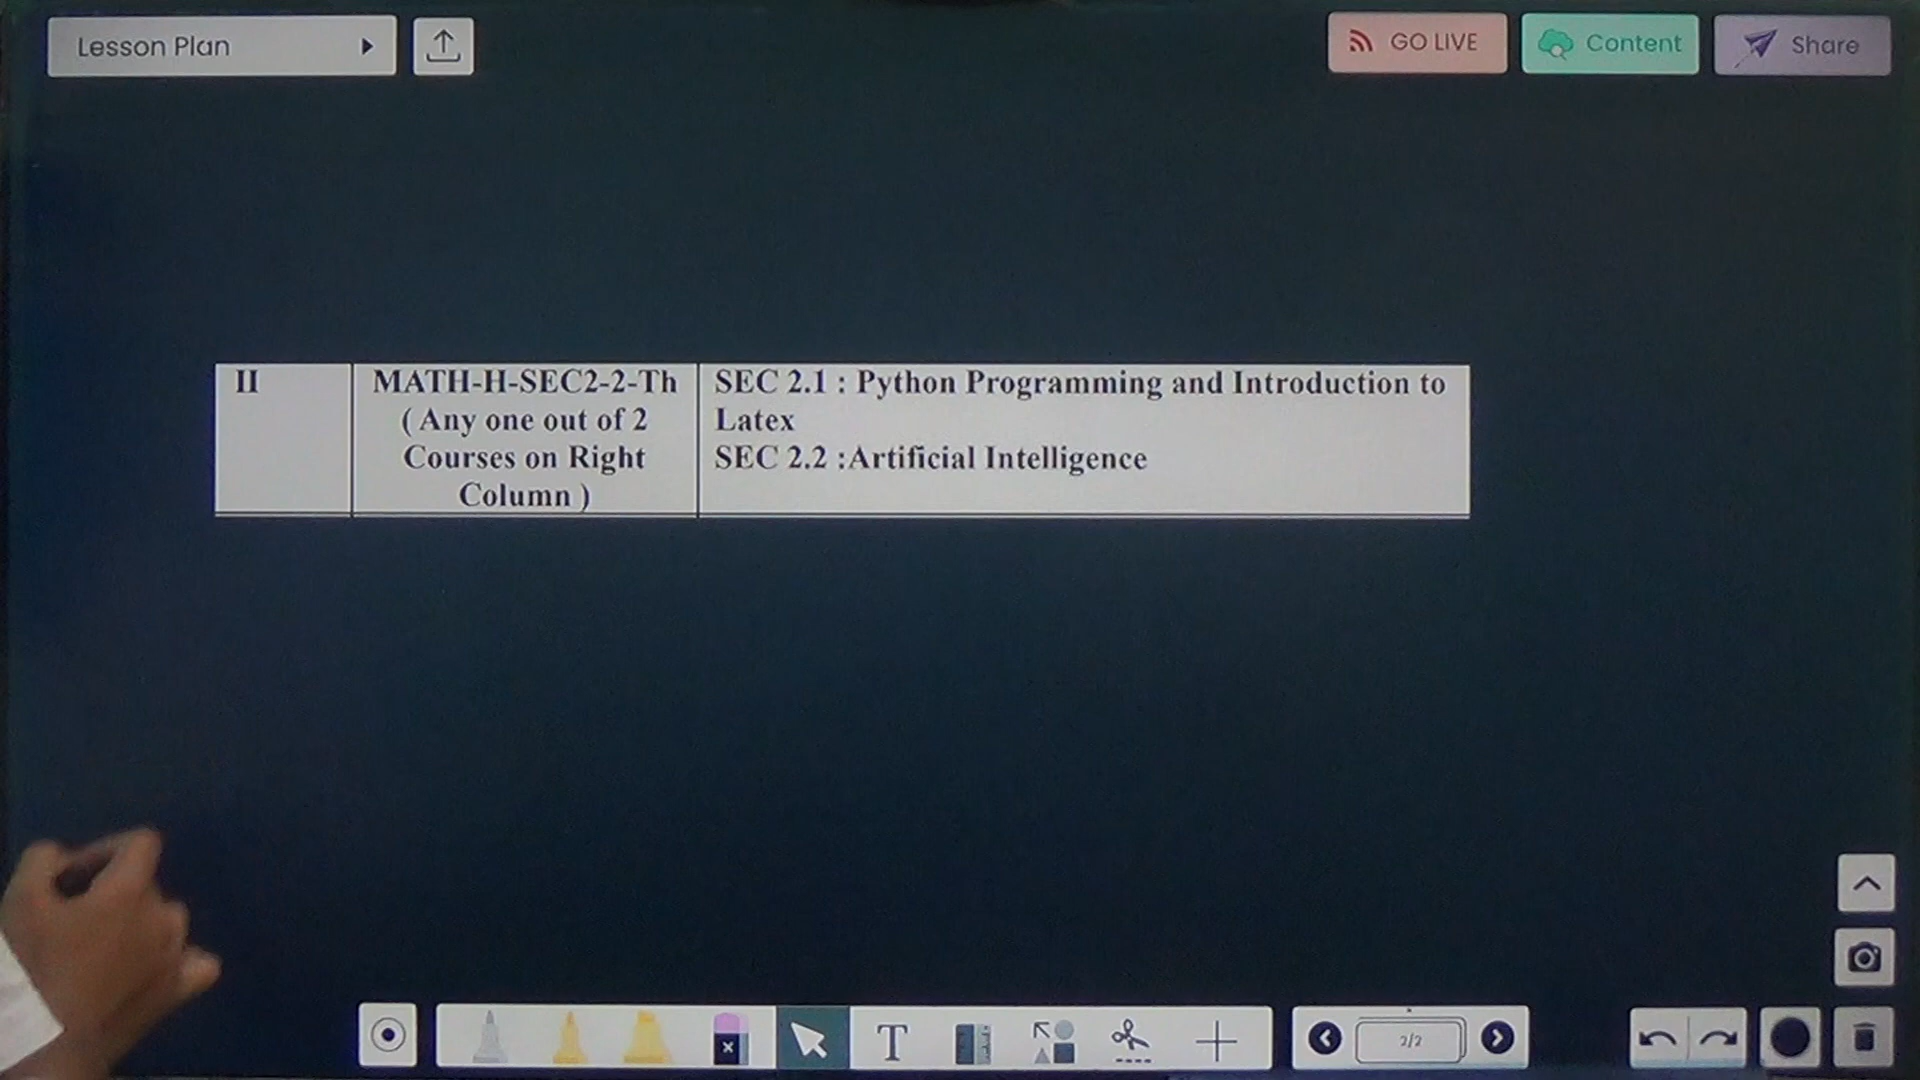 Lesson Plan
GO LIVE
Content
Share
II
MATH-H-SEC2-2-Th
( Any one out of 2
Courses on Right
Column )
SEC 2.1 : Python Programming and Introduction to
Latex
SEC 2.2 :Artificial Intelligence
T
2/2